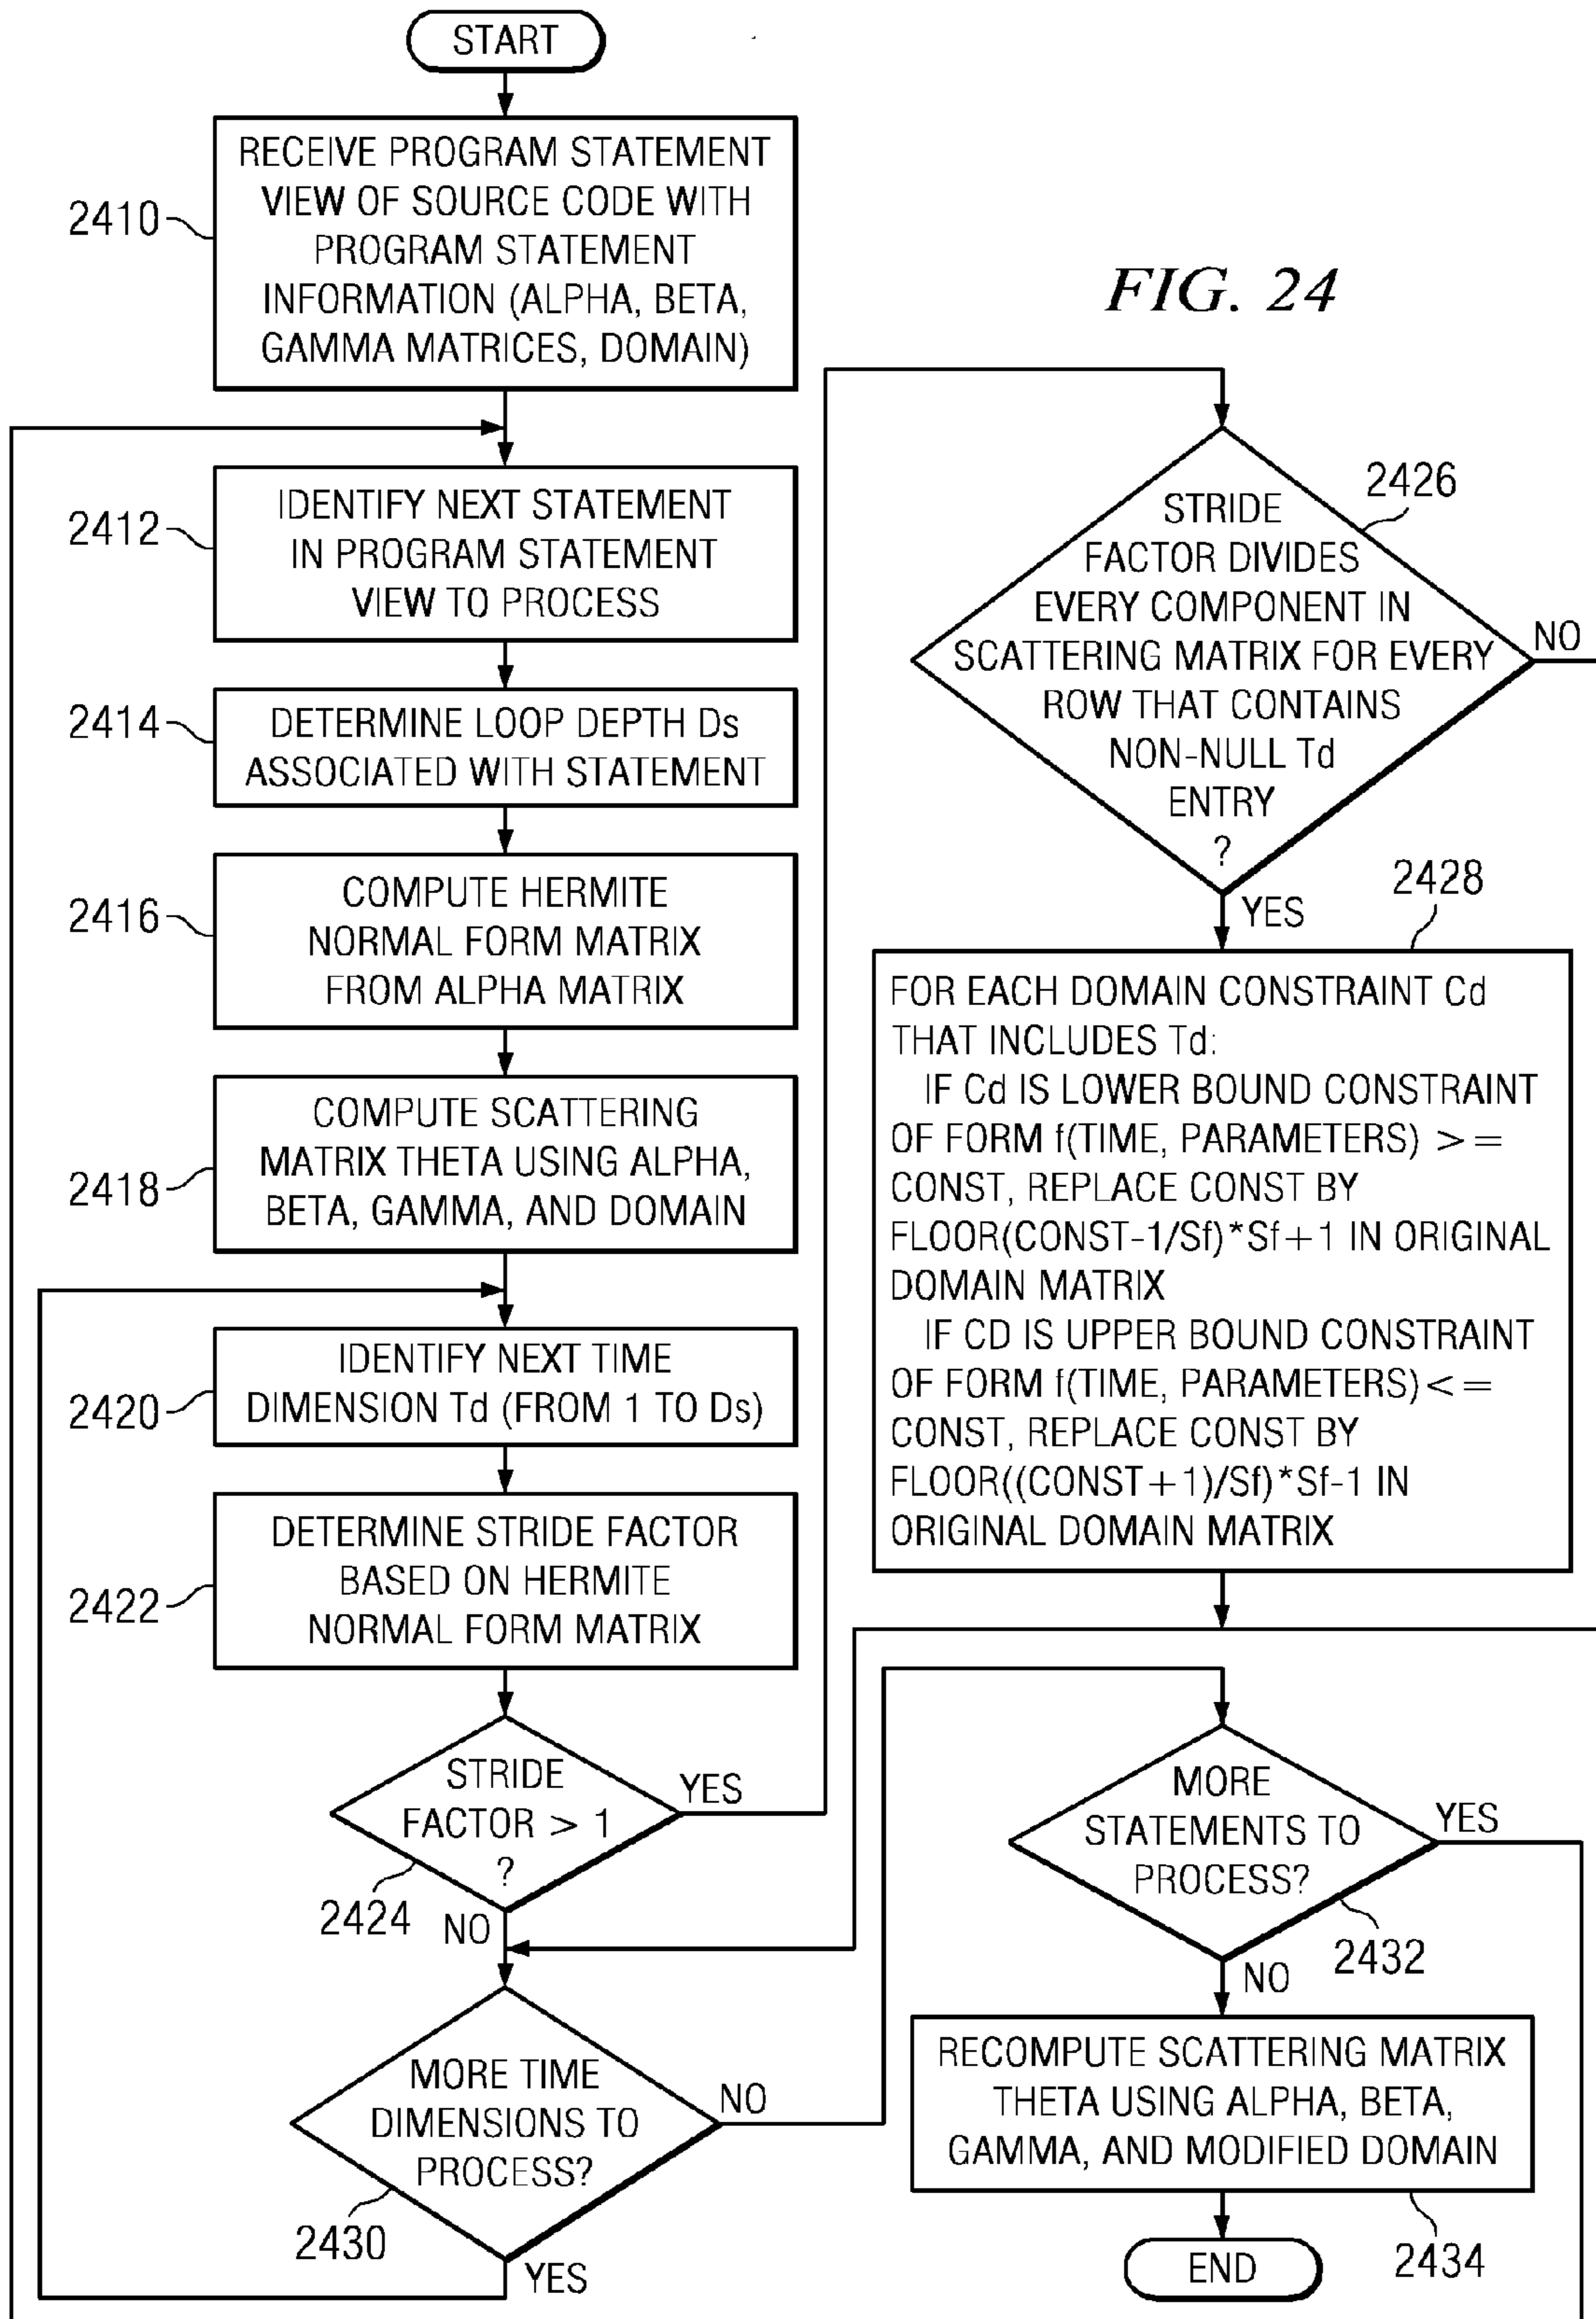 START
RECEIVE PROGRAM STATEMENT
VIEW OF SOURCE CODE WITH
PROGRAM STATEMENT
INFORMATION (ALPHA, BETA,
GAMMA MATRICES, DOMAIN)
2410
FIG. 24
IDENTIFY NEXT STATEMENT
IN PROGRAM STATEMENT
VIEW TO PROCESS
2412
DETERMINE LOOP DEPTH Ds
ASSOCIATED WITH STATEMENT
2414
COMPUTE HERMITE
NORMAL FORM MATRIX
FROM ALPHA MATRIX
2416
COMPUTE SCATTERING
MATRIX THETA USING ALPHA,
BETA, GAMMA, AND DOMAIN
2418
IDENTIFY NEXT TIME
DIMENSION Td (FROM 1 TO Ds)
2420
DETERMINE STRIDE FACTOR
BASED ON HERMITE
NORMAL FORM MATRIX
2422
STRIDE
FACTOR > 1
?
YES
2424
NO
MORE TIME
DIMENSIONS TO
PROCESS?
NO
2430
YES
2426
STRIDE
FACTOR DIVIDES
EVERY COMPONENT IN
SCATTERING MATRIX FOR EVERY
ROW THAT CONTAINS
NON-NULL Td
ENTRY
?
NO
YES
2428
FOR EACH DOMAIN CONSTRAINT Cd
THAT INCLUDES Td:
IF Cd IS LOWER BOUND CONSTRAINT
OF FORM f(TIME, PARAMETERS) >=
CONST, REPLACE CONST BY
FLOOR(CONST-1/Sf)*Sf+1 IN ORIGINAL
DOMAIN MATRIX
IF CD IS UPPER BOUND CONSTRAINT
OF FORM f(TIME, PARAMETERS)<=
CONST, REPLACE CONST BY
FLOOR((CONST+1)/Sf)*Sf-1 IN
ORIGINAL DOMAIN MATRIX
MORE
STATEMENTS TO
PROCESS?
YES
2432
NO
RECOMPUTE SCATTERING MATRIX
THETA USING ALPHA, BETA,
GAMMA, AND MODIFIED DOMAIN
2434
END